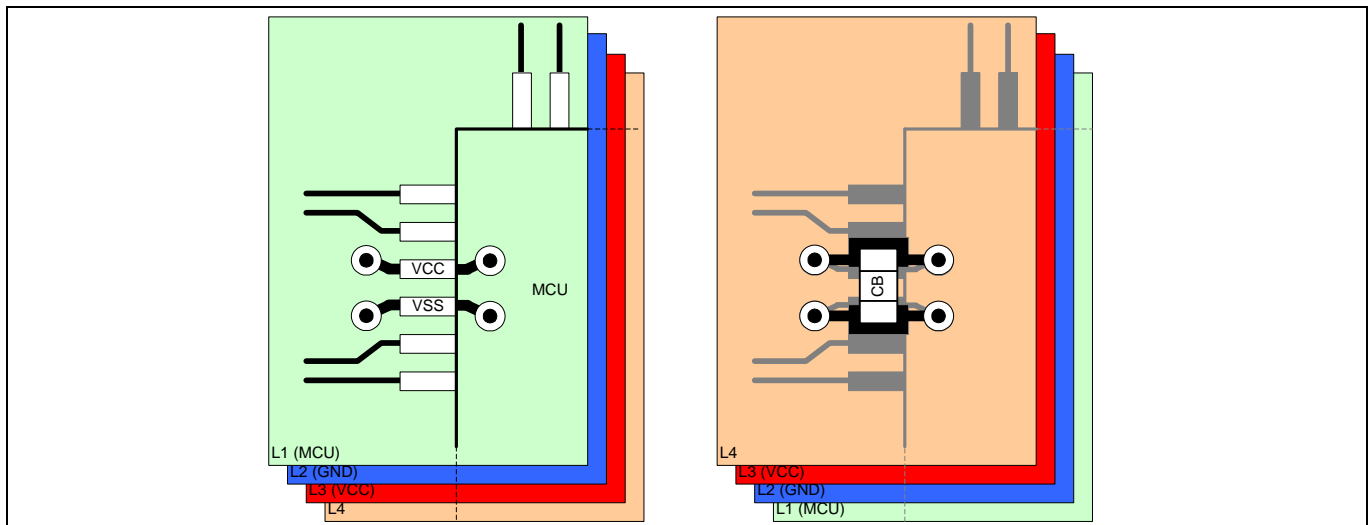 VCC
VSS
MCU
L1 (MCU)
L2 (GND)
L3 (VCC)
L4
CB
L4
L3 (VCC)
L2 (GND)
L1 (MCU)